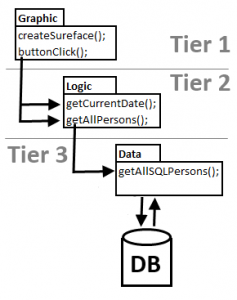 Graphic
createSureface();
buttonClick();
Tier 1
Tier 2
Logic
getCurrentDate();
getAllPersons();
Tier 3
Data
getAllSQLPersons();
DB